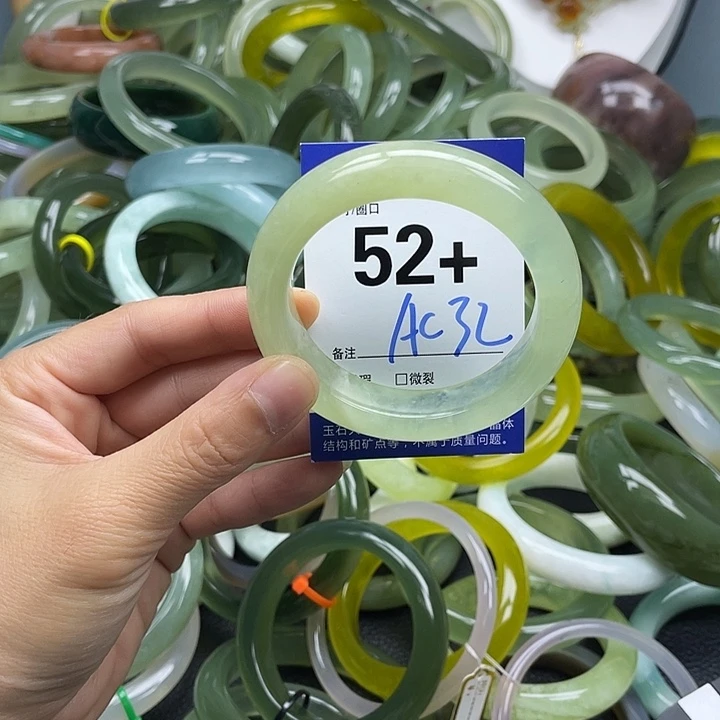 圈口
52+
AC32
备注
□微裂
玉石
结构和矿点等，不属于质量问题。